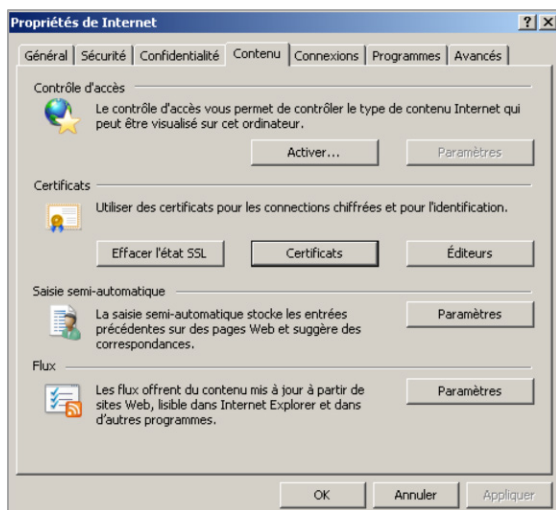 Propriétés de Internet
Général Sécurité Confidentialité Contenu Connexions Programmes Avancés
Contrôle d'accès
Le contrôle d'accès vous permet de contrôler le type de contenu Internet qui
peut être visualisé sur cet ordinateur.
Activer... Paramètres
Certificats
Utiliser des certificats pour les connections chiffrées et pour l'identification.
Effacer l'état SSL Certificats Éditeurs
Saisie semi-automatique
La saisie semi-automatique stocke les entrées
précédentes sur des pages Web et suggère des
correspondances.
Paramètres
Flux
Les flux offrent du contenu mis à jour à partir de
sites Web, lisible dans Internet Explorer et dans
d'autres programmes.
Paramètres
OK Annuler Appliquer